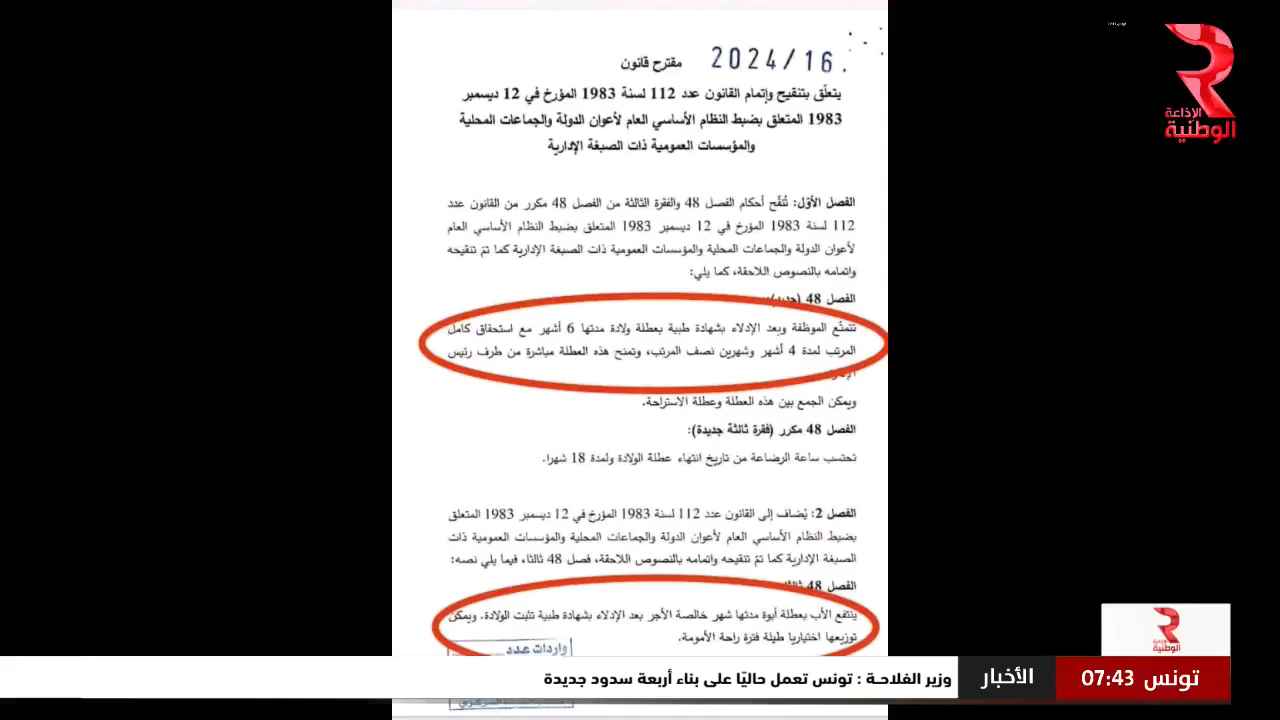 مقترح قانون 2024/16
يتعلّق بتنقيح وإتمام القانون عدد 112 لسنة 1983 المؤرخ في 12 ديسمبر
1983 المتعلق بضبط النظام الأساسي العام لأعوان الدولة والجماعات المحلية
والمؤسسات العمومية ذات الصبغة الإدارية
الإذاعة
الوطنية
الفصل الأوّل: تُنقّح أحكام الفصل 48 والفقرة الثالثة من الفصل 48 مكرر من القانون عدد
112 لسنة 1983 المؤرخ في 12 ديسمبر 1983 المتعلق بضبط النظام الأساسي العام
لأعوان الدولة والجماعات المحلية والمؤسسات العمومية ذات الصبغة الإدارية كما تمّ تنقيحه
وإتمامه بالنصوص اللاحقة، كما يلي:
الفصل 48 (جديد):
تتمتّع الموظفة وبعد الإدلاء بشهادة طبية بعطلة ولادة مدتها 6 أشهر مع استحقاق كامل
المرتب لمدة 4 أشهر وشهرين نصف المرتب، وتمنح هذه العطلة مباشرة من طرف رئيس
ويمكن الجمع بين هذه العطلة وعطلة الاستراحة.
الفصل 48 مكرر (فقرة ثالثة جديدة):
تحتسب ساعة الرضاعة من تاريخ انتهاء عطلة الولادة ولمدة 18 شهرا.
الفصل 2: يُضاف إلى القانون عدد 112 لسنة 1983 المؤرخ في 12 ديسمبر 1983 المتعلق
بضبط النظام الأساسي العام لأعوان الدولة والجماعات المحلية والمؤسسات العمومية ذات
الصبغة الإدارية كما تمّ تنقيحه وإتمامه بالنصوص اللاحقة، فصل 48 ثالثا، فيما يلي نصه:
الفصل 48 ثالثا
ينتفع الأب بعطلة أبوة مدتها شهر خالصة الأجر بعد الإدلاء بشهادة طبية تثبت الولادة. ويمكن
توزيعها اختياريا طيلة فترة راحة الأمومة.
واردات عدد
الإذاعة
الوطنية
تونس 07:43
الأخبار
وزير الفلاحة : تونس تعمل حاليًا على بناء أربعة سدود جديدة